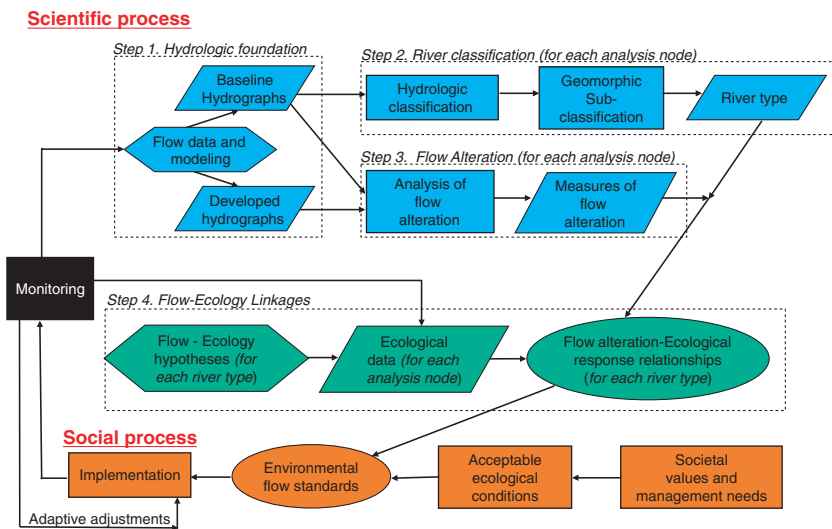 Scientific process
Step 1. Hydrologic foundation
Baseline
Hydrographs
Flow data and
modeling
Developed
hydrographs
Step 2. River classification (for each analysis node)
Hydrologic
classification
Geomorphic
Sub-
classification
River type
Step 3. Flow Alteration (for each analysis node)
Analysis of
flow
alteration
Measures of
flow
alteration
Monitoring
Step 4. Flow-Ecology Linkages
Flow - Ecology
hypotheses (for
each river type)
Ecological
data (for each
analysis node)
Flow alteration-Ecological
response relationships
(for each river type)
Social process
Implementation
Environmental
flow standards
Acceptable
ecological
conditions
Societal
values and
management needs
Adaptive adjustments